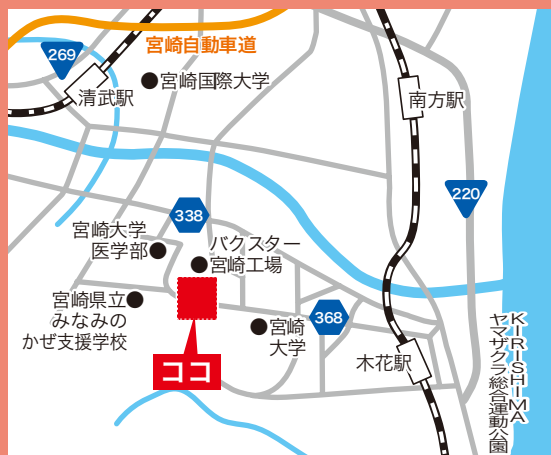 宮崎自動車道
269
宮崎国際大学
清武駅
南方駅
220
338
宮崎大学
医学部
バクスター
宮崎工場
宮崎県立
みなみの
かぜ支援学校
368
宮崎
大学
木花駅
ココ
KIRISHIMA
ヤマザクラ総合運動公園